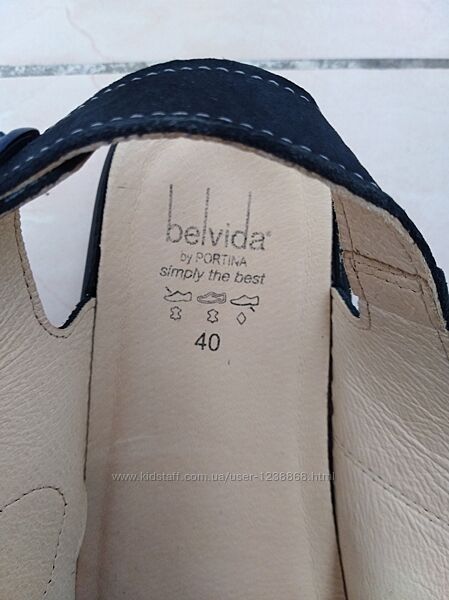 belvida®
by PORTINA
simply the best
40
www.kidstaff.com.ua/user-1238868.html